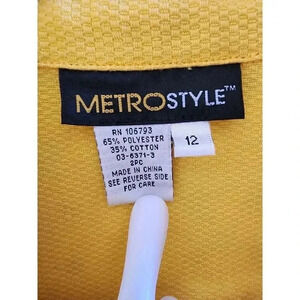 METROSTYLE™
RN 106793
65% POLYESTER
35% COTTON
03-6371-3
2PC
MADE IN CHINA
SEE REVERSE SIDE
FOR CARE
12